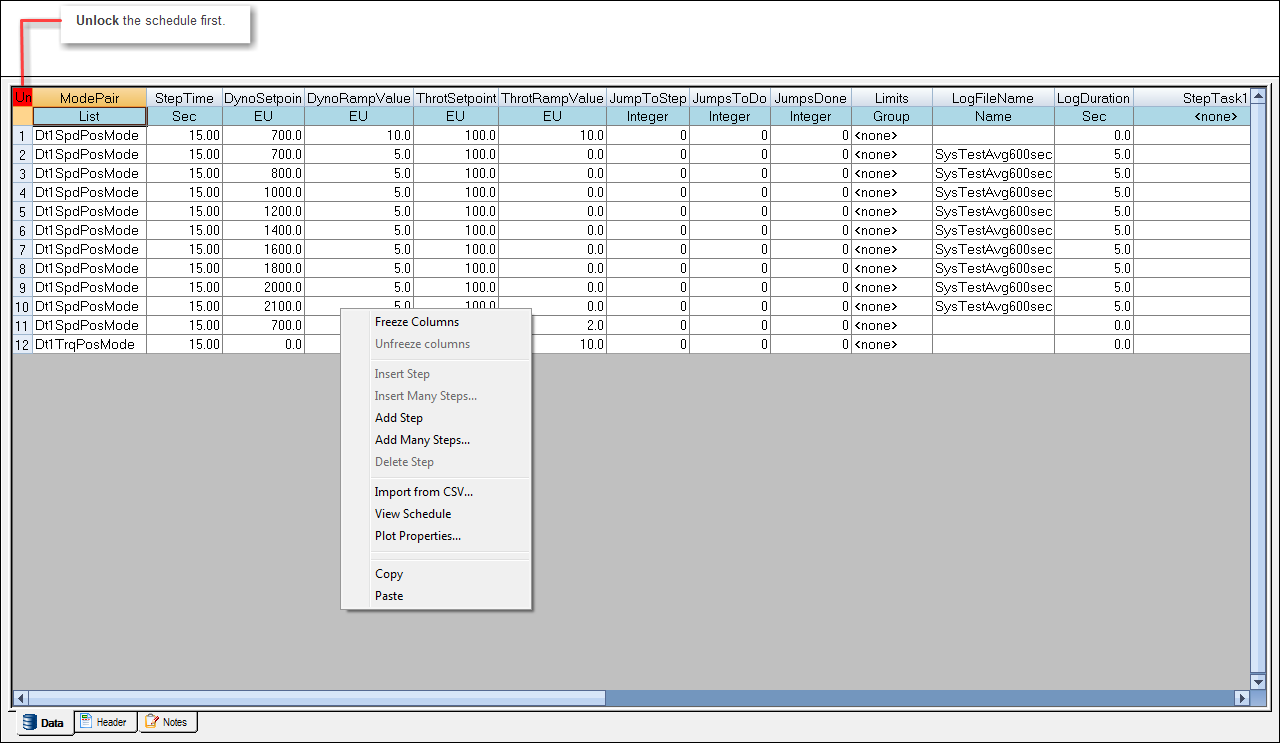 Unlock the schedule first.
Un ModePair StepTime DynoSetpoin DynoRampValue ThrotSetpoint ThrotRampValue JumpToStep JumpsToDo JumpsDone Limits LogFileName LogDuration StepTask1
List Sec EU EU EU EU Integer Integer Integer Group Name Sec <none>
1 Dt1SpdPosMode 15.00 700.0 10.0 100.0 10.0 0 0 0 <none> 0.0
2 Dt1SpdPosMode 15.00 700.0 5.0 100.0 0.0 0 0 0 <none> SysTestAvg600sec 5.0
3 Dt1SpdPosMode 15.00 800.0 5.0 100.0 0.0 0 0 0 <none> SysTestAvg600sec 5.0
4 Dt1SpdPosMode 15.00 1000.0 5.0 100.0 0.0 0 0 0 <none> SysTestAvg600sec 5.0
5 Dt1SpdPosMode 15.00 1200.0 5.0 100.0 0.0 0 0 0 <none> SysTestAvg600sec 5.0
6 Dt1SpdPosMode 15.00 1400.0 5.0 100.0 0.0 0 0 0 <none> SysTestAvg600sec 5.0
7 Dt1SpdPosMode 15.00 1600.0 5.0 100.0 0.0 0 0 0 <none> SysTestAvg600sec 5.0
8 Dt1SpdPosMode 15.00 1800.0 5.0 100.0 0.0 0 0 0 <none> SysTestAvg600sec 5.0
9 Dt1SpdPosMode 15.00 2000.0 5.0 100.0 0.0 0 0 0 <none> SysTestAvg600sec 5.0
10 Dt1SpdPosMode 15.00 2100.0 5.0 100.0 0.0 0 0 0 <none> SysTestAvg600sec 5.0
11 Dt1SpdPosMode 15.00 700.0 2.0 0 0 0 <none> 0.0
12 Dt1TrqPosMode 15.00 0.0 10.0 0 0 0 <none> 0.0
Freeze Columns
Unfreeze columns
Insert Step
Insert Many Steps...
Add Step
Add Many Steps...
Delete Step
Import from CSV...
View Schedule
Plot Properties...
Copy
Paste
Data Header Notes